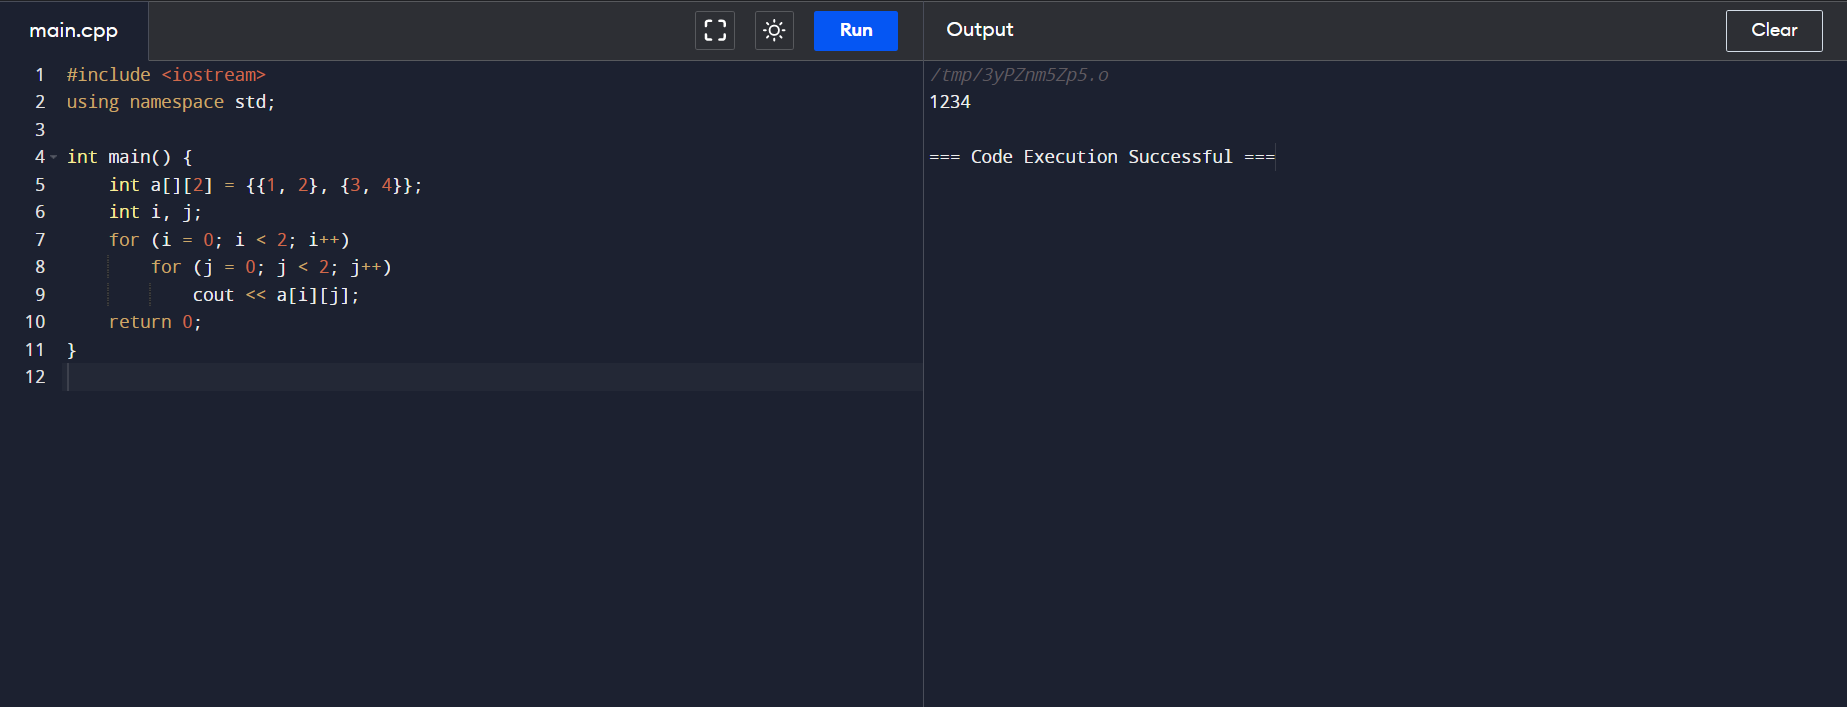 main.cpp
Run
Output
Clear
1 #include <iostream>
2 using namespace std;
3
4 int main() {
5     int a[][2] = {{1, 2}, {3, 4}};
6     int i, j;
7     for (i = 0; i < 2; i++)
8         for (j = 0; j < 2; j++)
9             cout << a[i][j];
10     return 0;
11 }
12
/tmp/3yPZnm5Zp5.o
1234
=== Code Execution Successful ===